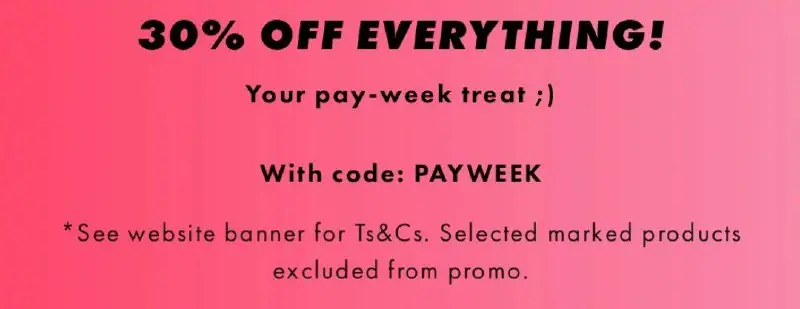 30% OFF EVERYTHING!
Your pay-week treat ;)
With code: PAYWEEK
*See website banner for Ts&Cs. Selected marked products
excluded from promo.